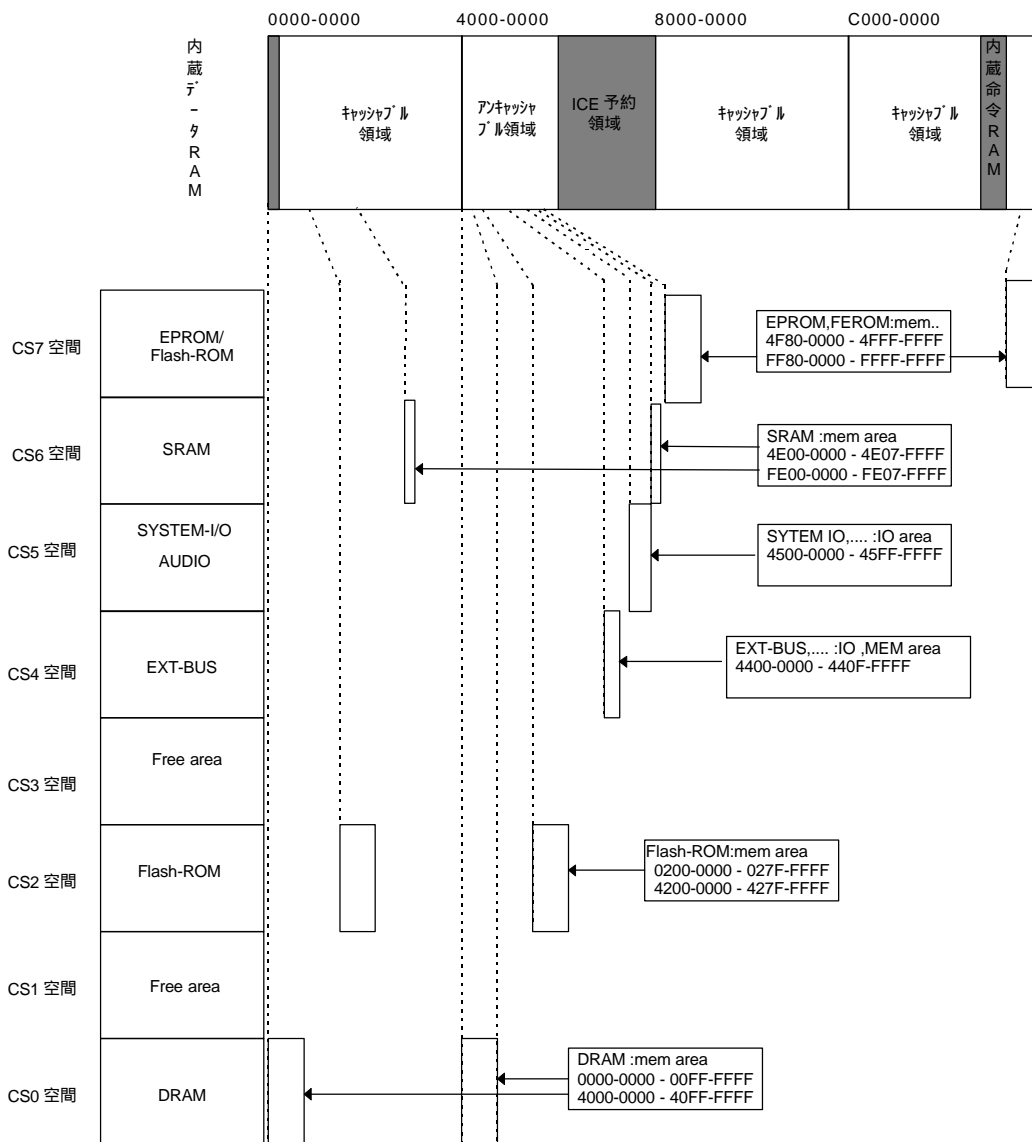 0000-0000 4000-0000 8000-0000 C000-0000
内蔵データRAM
キャッシャブル
領域
アンキャッシャ
ブル領域
ICE 予約
領域
キャッシャブル
領域
キャッシャブル
領域
内蔵命令RAM
CS7 空間
EPROM/
Flash-ROM
EPROM,FEROM:mem..
4F80-0000 - 4FFF-FFFF
FF80-0000 - FFFF-FFFF
CS6 空間
SRAM
SRAM :mem area
4E00-0000 - 4E07-FFFF
FE00-0000 - FE07-FFFF
CS5 空間
SYSTEM-I/O
AUDIO
SYTEM IO,.... :IO area
4500-0000 - 45FF-FFFF
CS4 空間
EXT-BUS
EXT-BUS,.... :IO ,MEM area
4400-0000 - 440F-FFFF
CS3 空間
Free area
CS2 空間
Flash-ROM
Flash-ROM:mem area
0200-0000 - 027F-FFFF
4200-0000 - 427F-FFFF
CS1 空間
Free area
CS0 空間
DRAM
DRAM :mem area
0000-0000 - 00FF-FFFF
4000-0000 - 40FF-FFFF